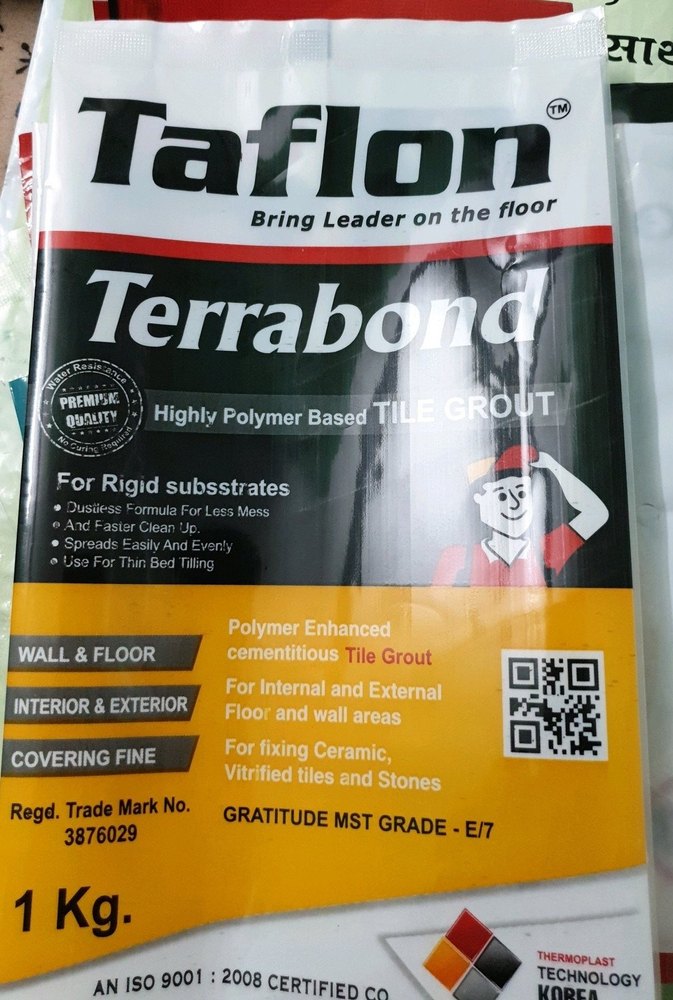 साथ
Taflon™
Bring Leader on the floor
Terrabond
Water Resistance
PREMIUM
QUALITY
No Curing Required
Highly Polymer Based TILE GROUT
For Rigid subsstrates
• Dustless Formula For Less Mess
• And Faster Clean Up.
• Spreads Easily And Evenly
• Use For Thin Bed Tilling
WALL & FLOOR
INTERIOR & EXTERIOR
COVERING FINE
Polymer Enhanced
cementitious Tile Grout
For Internal and External
Floor and wall areas
For fixing Ceramic,
Vitrified tiles and Stones
Regd. Trade Mark No.
3876029
GRATITUDE MST GRADE - E/7
1 Kg.
AN ISO 9001 : 2008 CERTIFIED CO
THERMOPLAST
TECHNOLOGY
KOREA